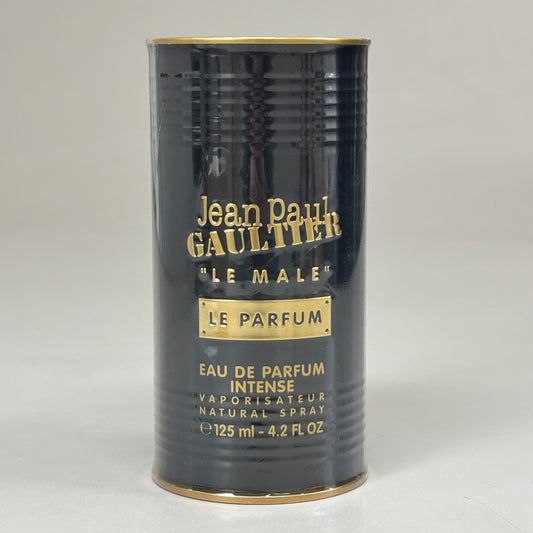 Jean Paul
GAULTIER
"LE MALE"
LE PARFUM
EAU DE PARFUM
INTENSE
VAPORISATEUR
NATURAL SPRAY
℮125 ml - 4.2 FL OZ